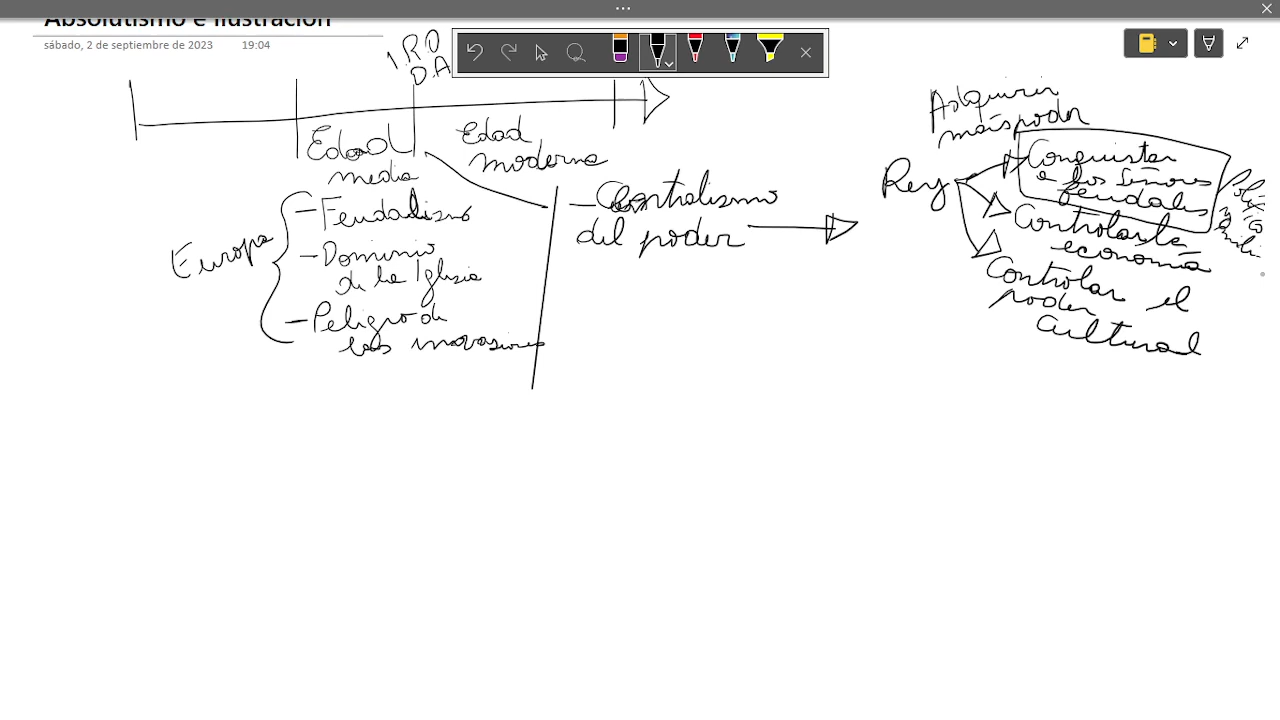 Absolutismo e Ilustración
sábado, 2 de septiembre de 2023 19:04
I.R.O
D.A
Edad
media
Edad
moderna
Europa
- Feudalismo
- Dominio
de la Iglesia
- Peligro de
las invasiones
- Centralismo
del poder
Rey
Adquirir
más poder
Conquistar
a los señores
feudales
Controlar la
economía
Controlar el
poder
cultural